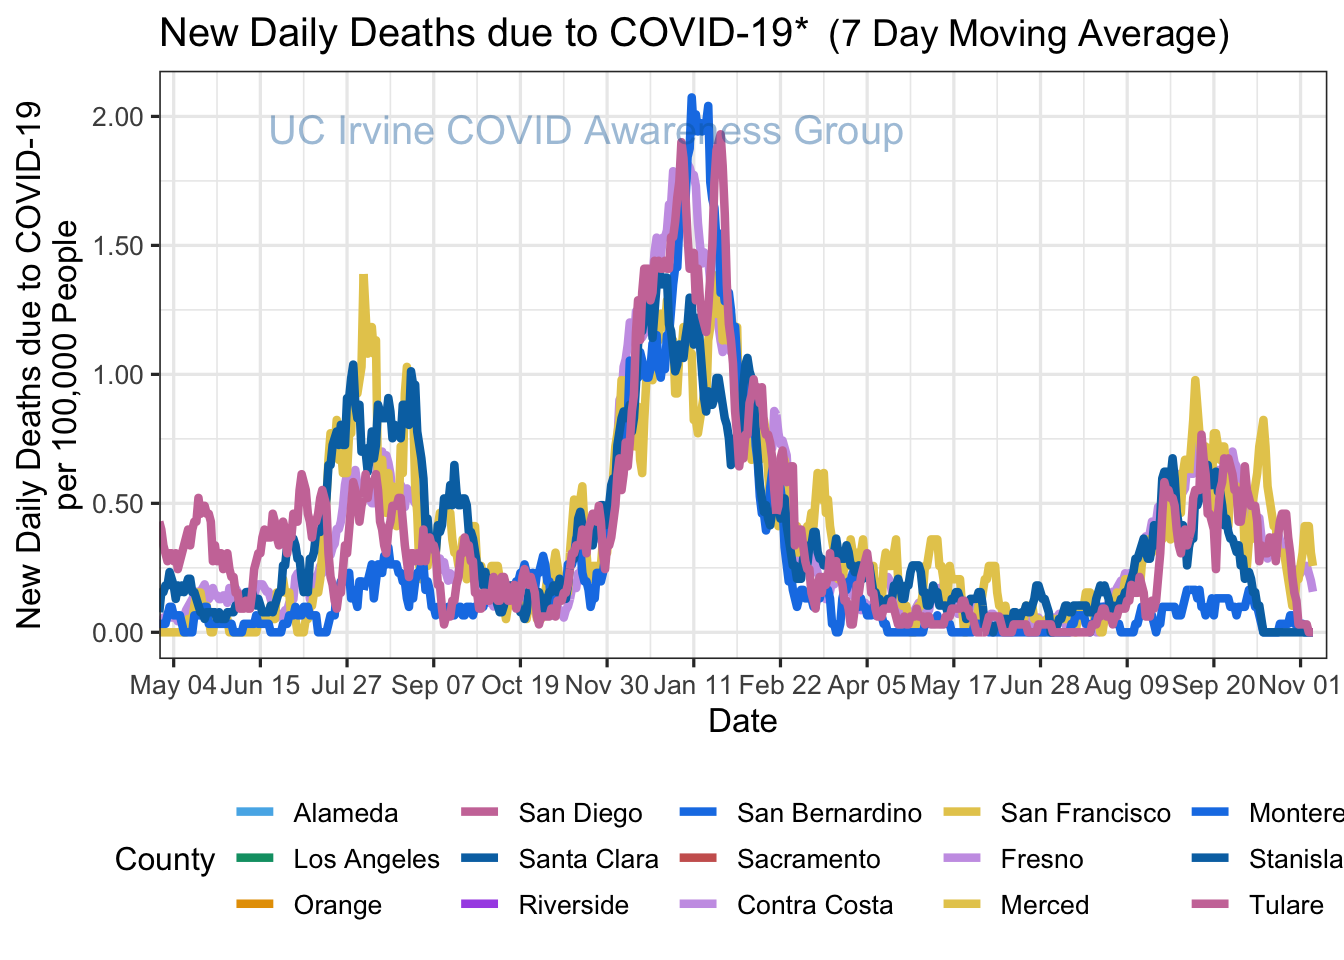 New Daily Deaths due to COVID-19* (7 Day Moving Average)
New Daily Deaths due to COVID-19
per 100,000 People
2.00
1.50
1.00
0.50
0.00
UC Irvine COVID Awareness Group
May 04 Jun 15 Jul 27 Sep 07 Oct 19 Nov 30 Jan 11 Feb 22 Apr 05 May 17 Jun 28 Aug 09 Sep 20 Nov 01
Date
County
Alameda San Diego San Bernardino San Francisco Montere
Los Angeles Santa Clara Sacramento Fresno Stanisla
Orange Riverside Contra Costa Merced Tulare